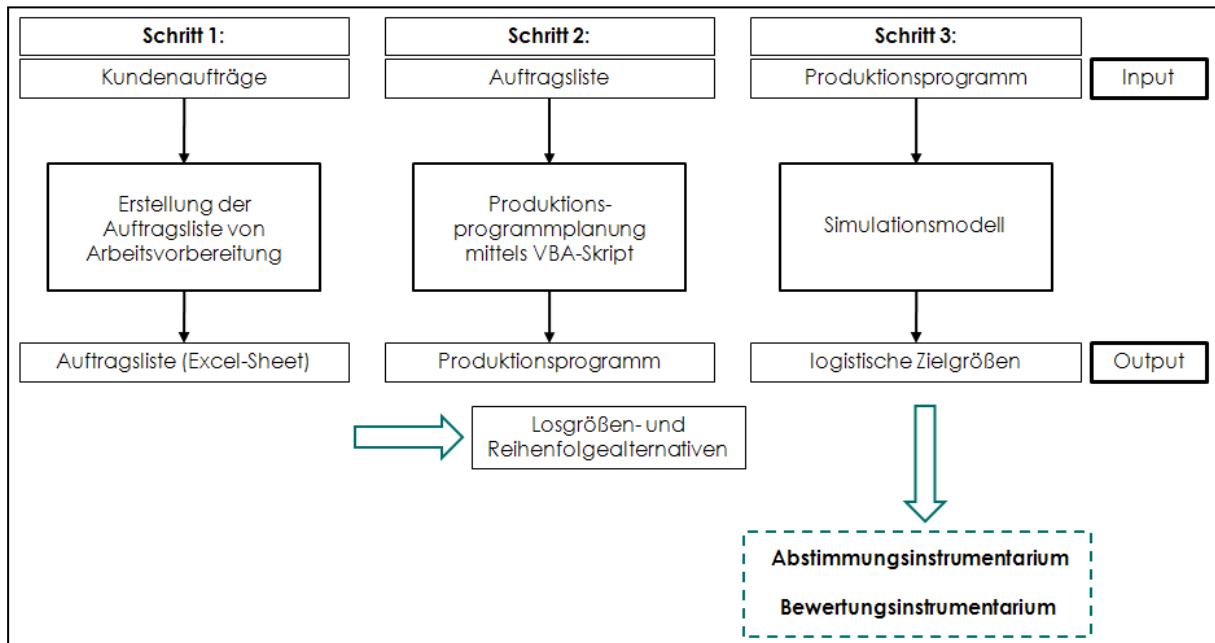 Schritt 1:
Schritt 2:
Schritt 3:
Kundenaufträge
Auftragsliste
Produktionsprogramm
Input
Erstellung der
Auftragsliste von
Arbeitsvorbereitung
Produktions-
programmplanung
mittels VBA-Skript
Simulationsmodell
Auftragsliste (Excel-Sheet)
Produktionsprogramm
logistische Zielgrößen
Output
Losgrößen- und
Reihenfolgealternativen
Abstimmungsinstrumentarium
Bewertungsinstrumentarium